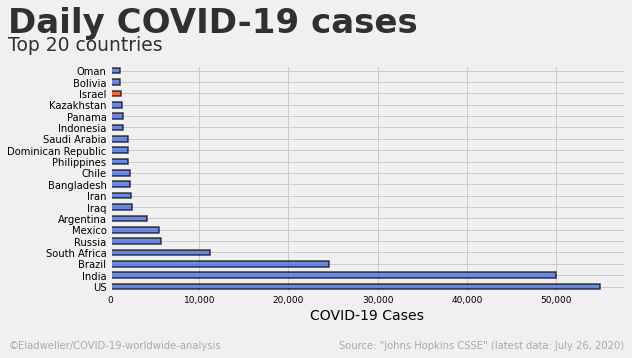 Daily COVID-19 cases
Top 20 countries
Oman
Bolivia
Israel
Kazakhstan
Panama
Indonesia
Saudi Arabia
Dominican Republic
Philippines
Chile
Bangladesh
Iran
Iraq
Argentina
Mexico
Russia
South Africa
Brazil
India
US
0 10,000 20,000 30,000 40,000 50,000
COVID-19 Cases
©Eladweller/COVID-19-worldwide-analysis Source: "Johns Hopkins CSSE" (latest data: July 26, 2020)